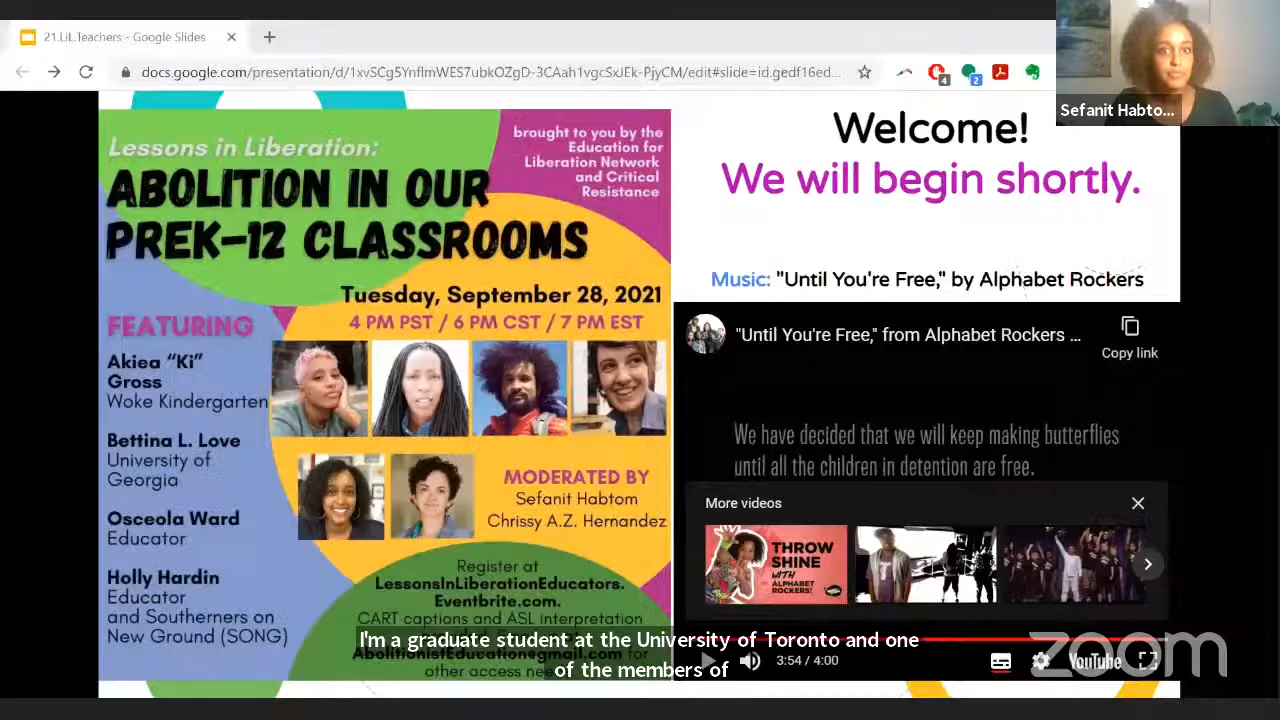 21.LiL.Teachers - Google Slides
docs.google.com/presentation/d/1xvSCg5YnfImWES7ubkOZgD-3CAah1vgcSxJEk-PjyCM/edit#slide=id.gedf16ed...
4
2
Sefanit Habto...
Lessons in Liberation:
ABOLITION IN OUR
PREK-12 CLASSROOMS
brought to you by the
Education for
Liberation Network
and Critical
Resistance
Tuesday, September 28, 2021
4 PM PST / 6 PM CST / 7 PM EST
FEATURING
Akiea "Ki"
Gross
Woke Kindergarten
Bettina L. Love
University of
Georgia
Osceola Ward
Educator
Holly Hardin
Educator
and Southerners on
New Ground (SONG)
MODERATED BY
Sefanit Habtom
Chrissy A.Z. Hernandez
Register at
LessonsInLiberationEducators.
Eventbrite.com.
CART captions and ASL interpretation
AbolitionistEducation@gmail.com for
other access
Welcome!
We will begin shortly.
Music: "Until You're Free," by Alphabet Rockers
"Until You're Free," from Alphabet Rockers ...
Copy link
We have decided that we will keep making butterflies
until all the children in detention are free.
More videos
THROW
SHINE
WITH
ALPHABET
ROCKERS!
I'm a graduate student at the University of Toronto and one
of the members of
3:54 / 4:00
YouTube
zoom